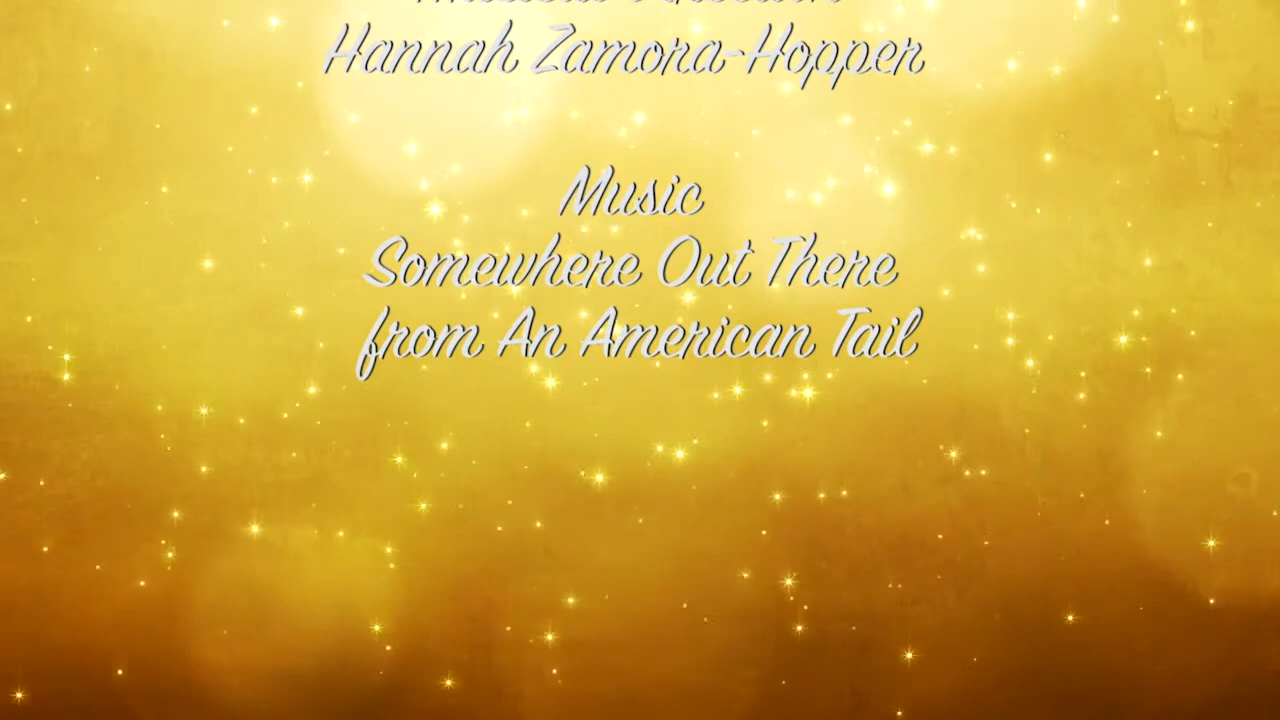 Hannah Zamora-Hopper
Music
Somewhere Out There
from An American Tail